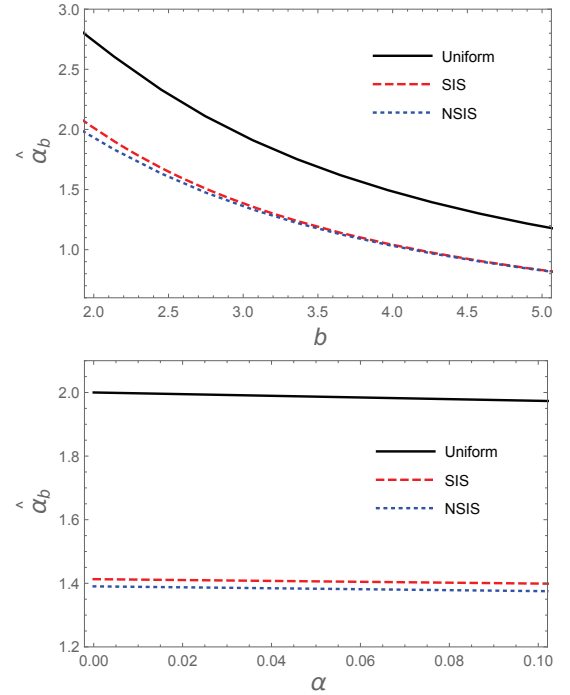 3.0
2.5
2.0
1.5
1.0
α̂_b
Uniform
SIS
NSIS
2.0 2.5 3.0 3.5 4.0 4.5 5.0
b
2.0
1.8
1.6
1.4
1.2
α̂_b
Uniform
SIS
NSIS
0.00 0.02 0.04 0.06 0.08 0.10
α